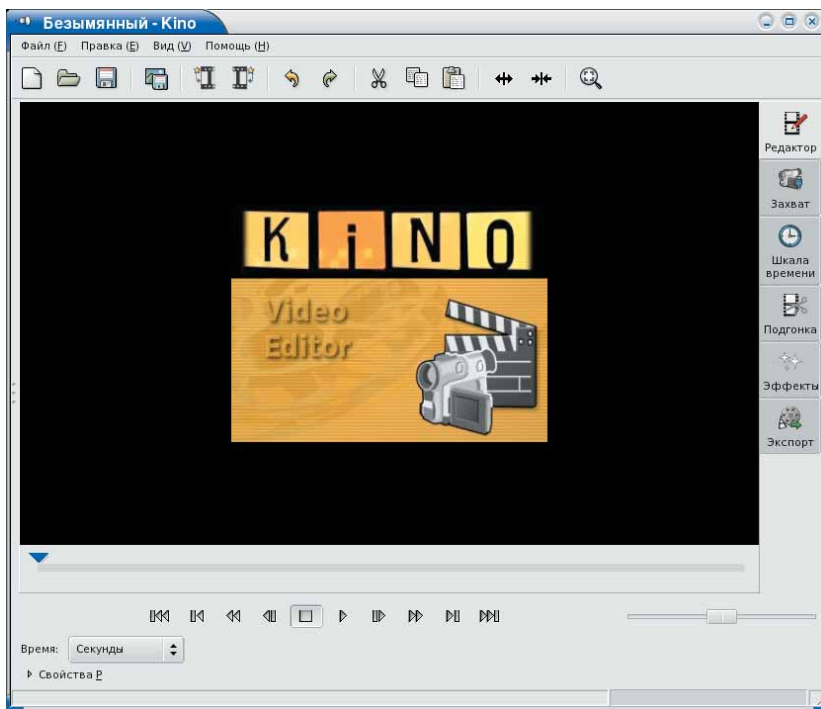 Безымянный - Kino
Файл (F) Правка (E) Вид (V) Помощь (H)
KiNO
Video
Editor
Редактор
Захват
Шкала
времени
Подгонка
Эффекты
Экспорт
Время: Секунды
Свойства P